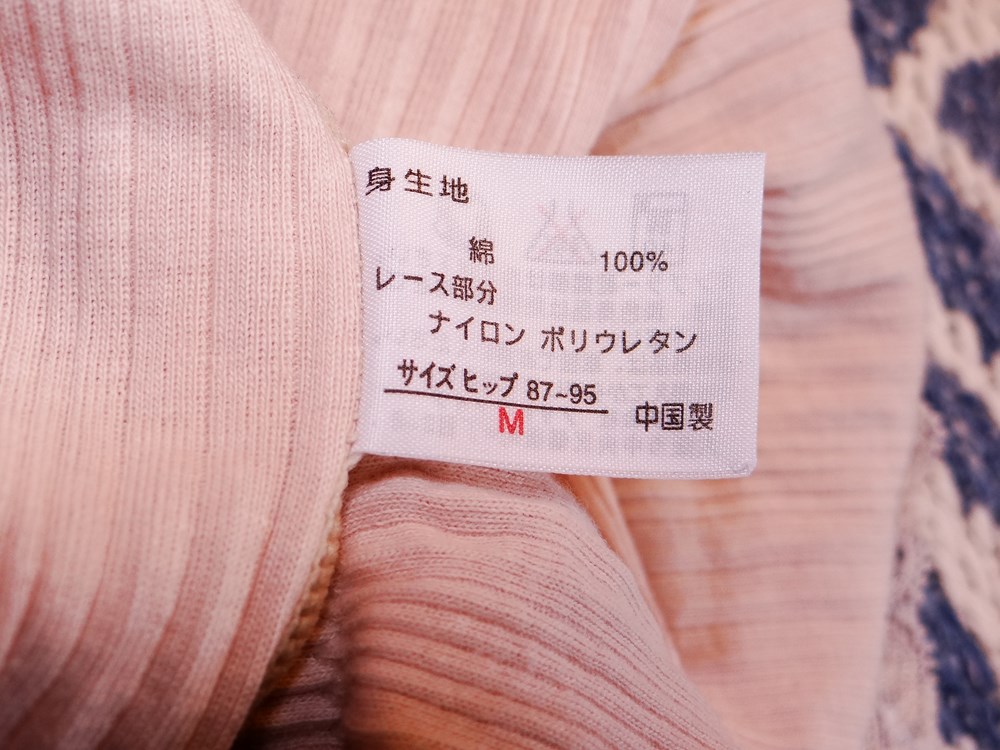 身生地
綿 100%
レース部分
ナイロン ポリウレタン
サイズ ヒップ 87~95
M 中国製